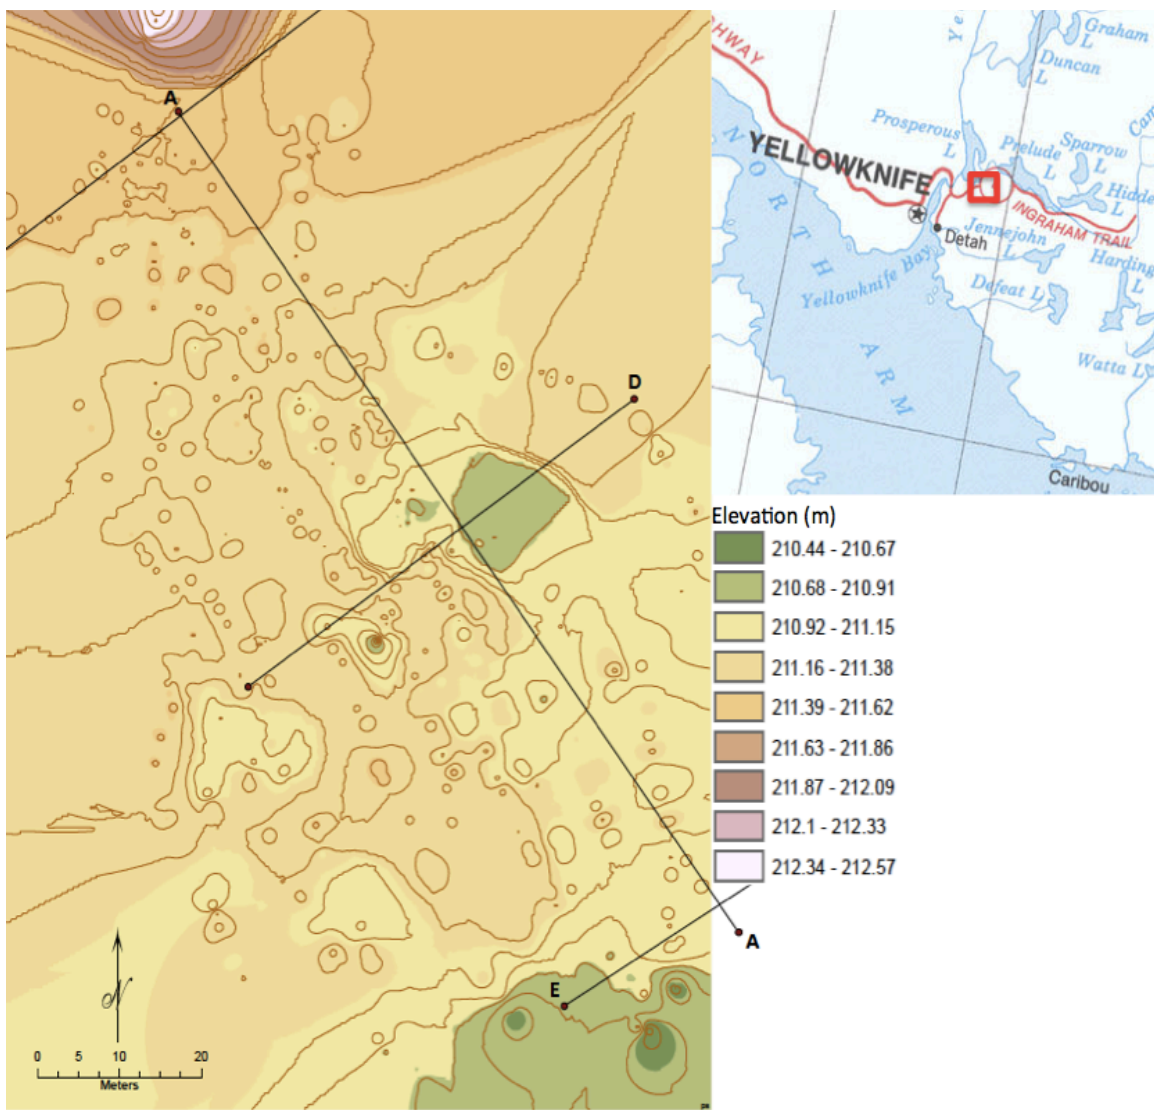 A
D
E
A
N
0 5 10 20
Meters
HIGHWAY
YELLOWKNIFE
Prosperous
L
Graham
L
Duncan
L
Prelude
L
Sparrow
L
Hidde
L
INGRAHAM TRAIL
Detah
Jennejohn
L
Harding
L
Defeat L
Yellowknife Bay
Watta L
NORTH ARM
Caribou
Ye
Cam
Elevation (m)
210.44 - 210.67
210.68 - 210.91
210.92 - 211.15
211.16 - 211.38
211.39 - 211.62
211.63 - 211.86
211.87 - 212.09
212.1 - 212.33
212.34 - 212.57